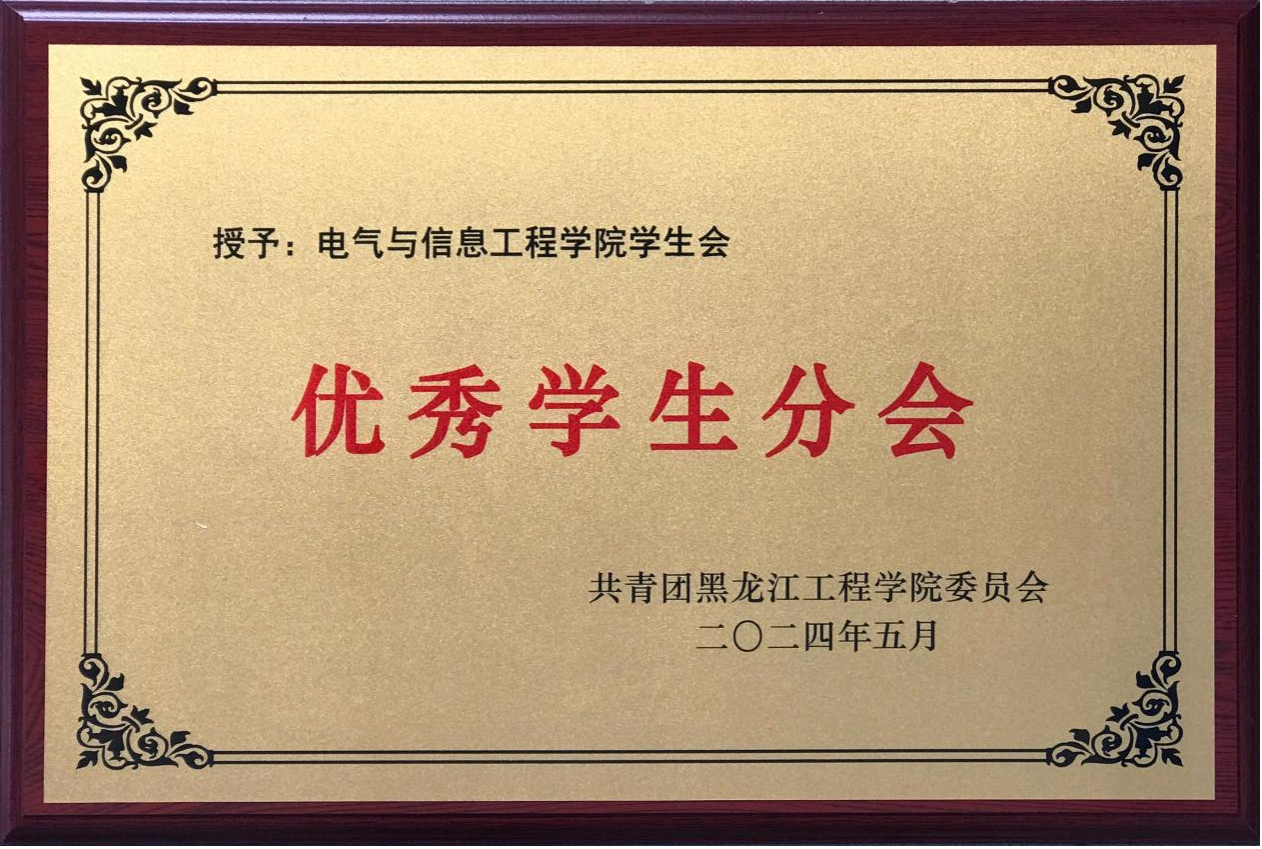 授予：电气与信息工程学院学生会
优秀学生分会
共青团黑龙江工程学院委员会
二〇二四年五月